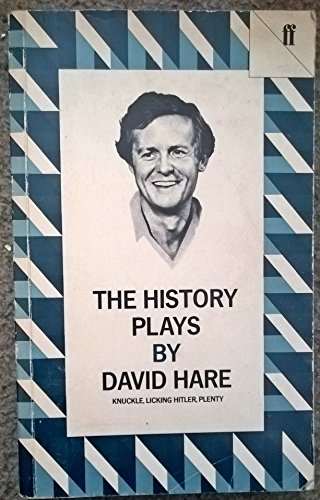 ff
THE HISTORY
PLAYS
BY
DAVID HARE
KNUCKLE, LICKING HITLER, PLENTY